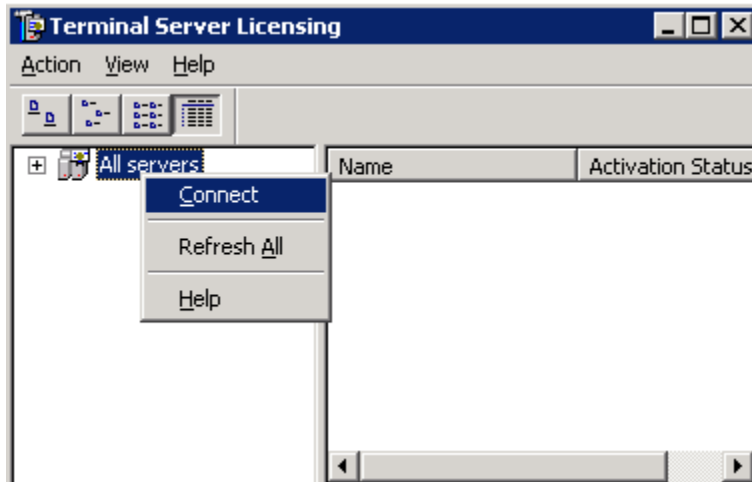 Terminal Server Licensing
Action View Help
All servers
Name Activation Status
Connect
Refresh All
Help